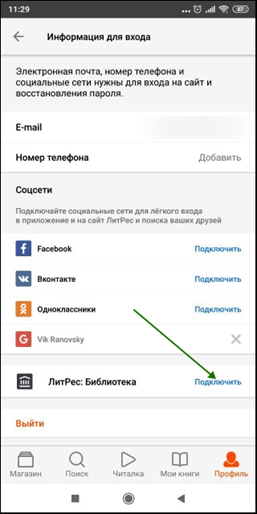 11:29
87
Информация для входа
Электронная почта, номер телефона и
социальные сети нужны для входа на сайт и
восстановления пароля.
E-mail
Номер телефона Добавить
Соцсети
Подключайте социальные сети для лёгкого входа
в приложение и на сайт ЛитРес и поиска ваших друзей
Facebook Подключить
Вконтакте Подключить
Одноклассники Подключить
Vik Ranovsky
ЛитРес: Библиотека Подключить
Выйти
Магазин Поиск Читалка Мои книги Профиль